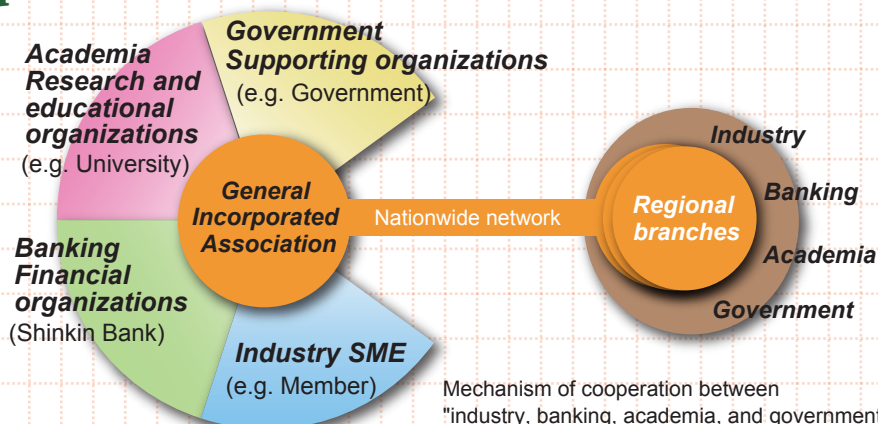 Government
Supporting organizations
(e.g. Government)
Academia
Research and
educational
organizations
(e.g. University)
General
Incorporated
Association
Nationwide network
Regional
branches
Industry
Banking
Academia
Government
Banking
Financial
organizations
(Shinkin Bank)
Industry SME
(e.g. Member)
Mechanism of cooperation between
"industry, banking, academia, and government